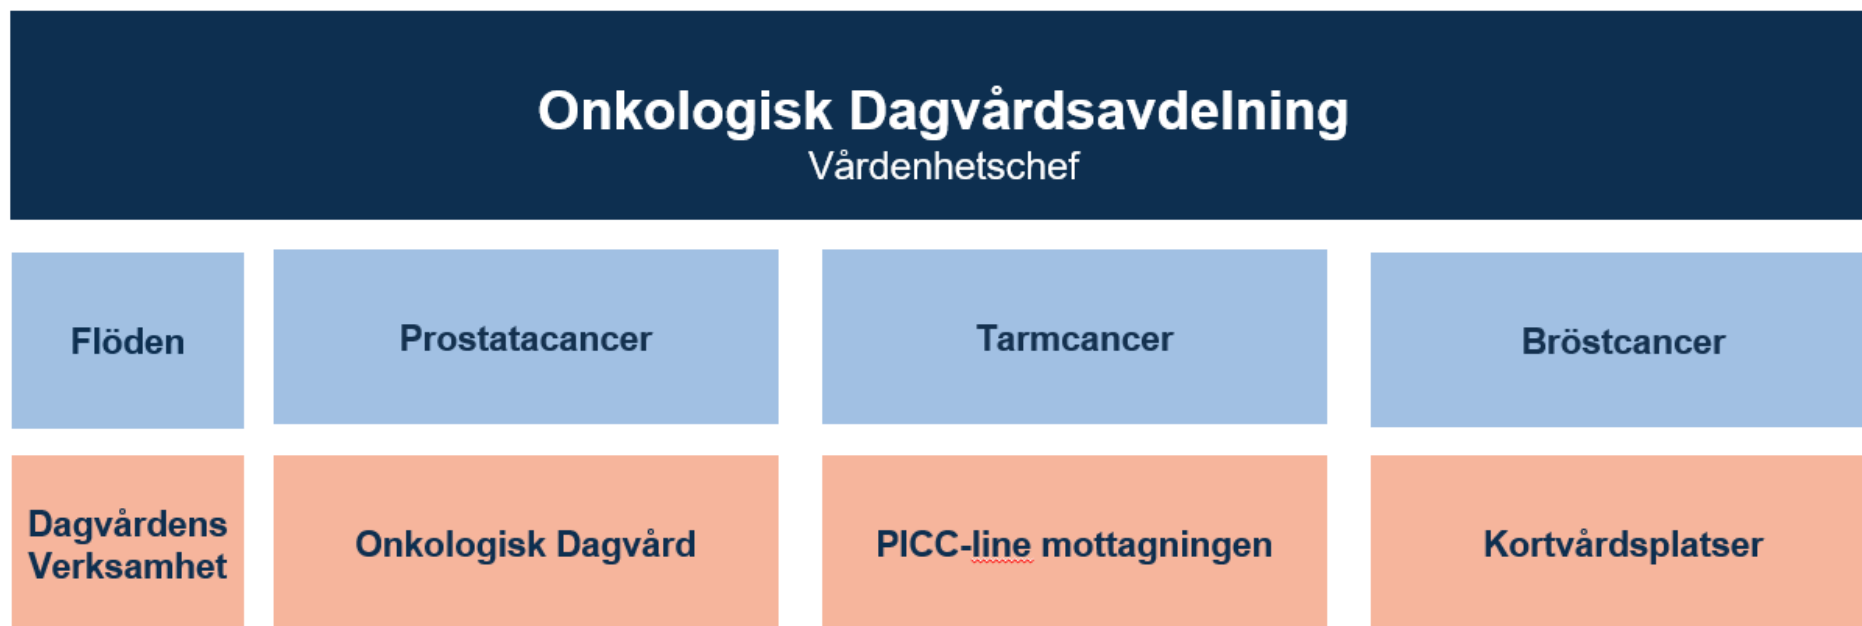 Onkologisk Dagvårdsavdelning
Vårdenhetschef
Flöden
Prostatacancer
Tarmcancer
Bröstcancer
Dagvårdens
Verksamhet
Onkologisk Dagvård
PICC-line mottagningen
Kortvårdsplatser